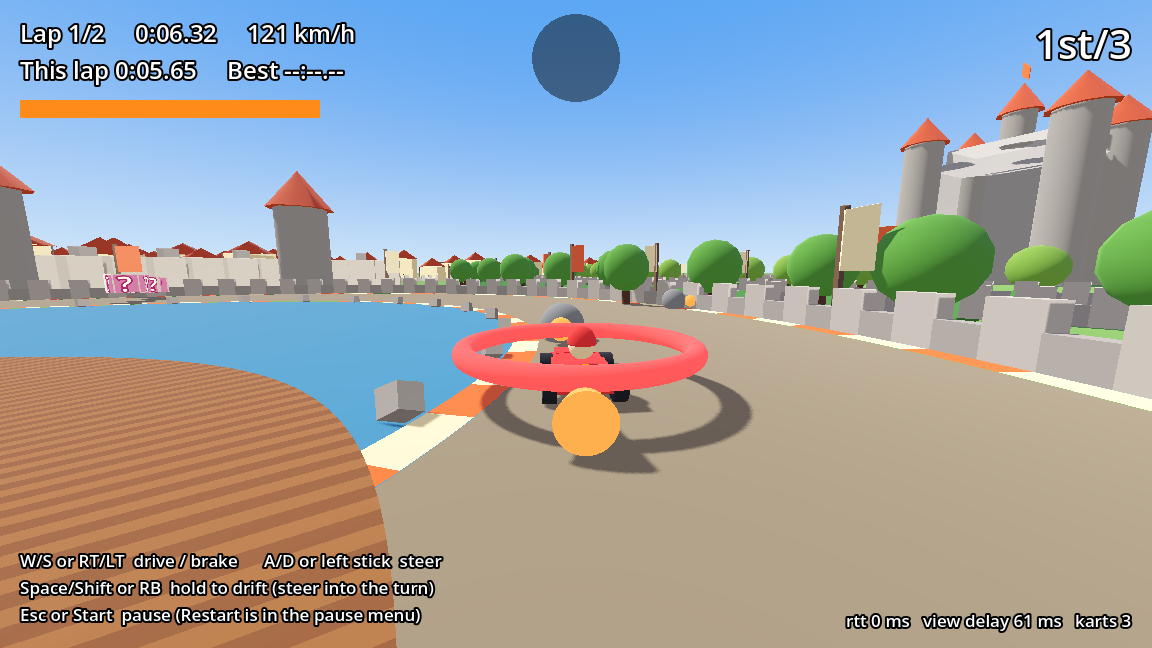 Lap 1/2 0:06.32 121 km/h
This lap 0:05.65 Best --:--.--
1st/3
? ?
W/S or RT/LT drive / brake A/D or left stick steer
Space/Shift or RB hold to drift (steer into the turn)
Esc or Start pause (Restart is in the pause menu)
rtt 0 ms view delay 61 ms karts 3